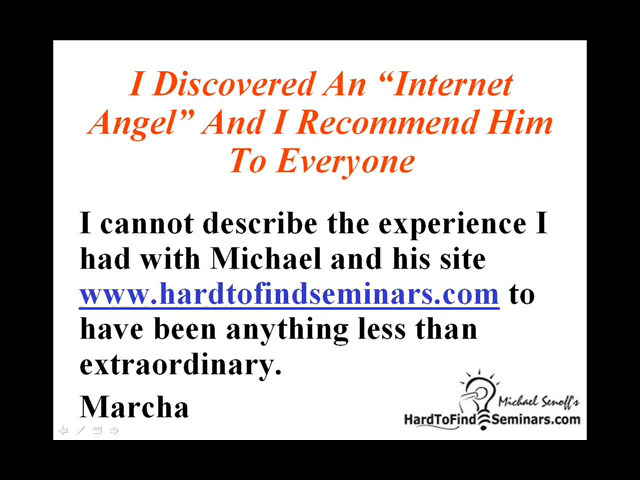 I Discovered An “Internet
Angel” And I Recommend Him
To Everyone
I cannot describe the experience I
had with Michael and his site
www.hardtofindseminars.com to
have been anything less than
extraordinary.
Marcha
Michael Senoff's
HardToFindSeminars.com